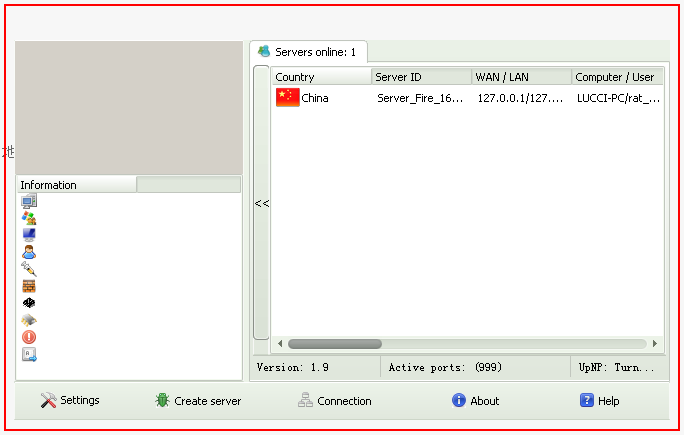 Servers online: 1
Country Server ID WAN / LAN Computer / User
China Server_Fire_16... 127.0.0.1/127.... LUCCI-PC/rat_...
Information
<<
Version: 1.9 Active ports: (999) UpNP: Turn...
Settings Create server Connection About Help